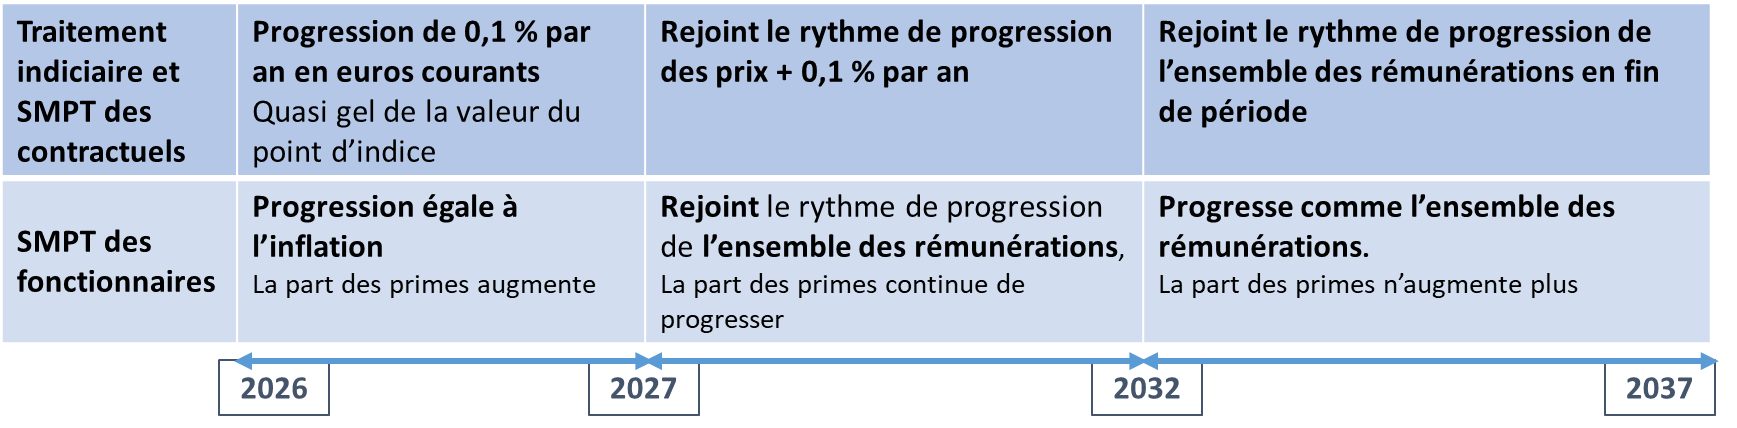 Traitement
indiciaire et
SMPT des
contractuels
Progression de 0,1 % par
an en euros courants
Quasi gel de la valeur du
point d’indice
Rejoint le rythme de progression
des prix + 0,1 % par an
Rejoint le rythme de progression de
l’ensemble des rémunérations en fin
de période
SMPT des
fonctionnaires
Progression égale à
l’inflation
La part des primes augmente
Rejoint le rythme de progression
de l’ensemble des rémunérations,
La part des primes continue de
progresser
Progresse comme l’ensemble des
rémunérations.
La part des primes n’augmente plus
2026
2027
2032
2037